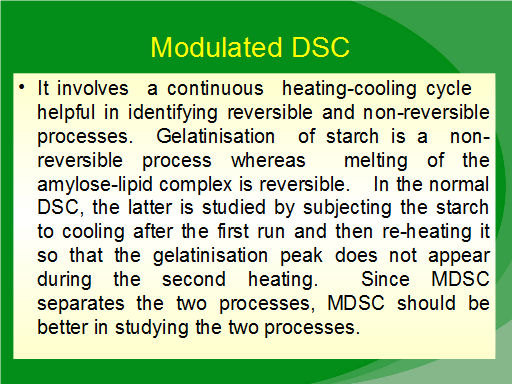 Modulated DSC
• It involves a continuous heating-cooling cycle
helpful in identifying reversible and non-reversible
processes. Gelatinisation of starch is a non-
reversible process whereas melting of the
amylose-lipid complex is reversible. In the normal
DSC, the latter is studied by subjecting the starch
to cooling after the first run and then re-heating it
so that the gelatinisation peak does not appear
during the second heating. Since MDSC
separates the two processes, MDSC should be
better in studying the two processes.